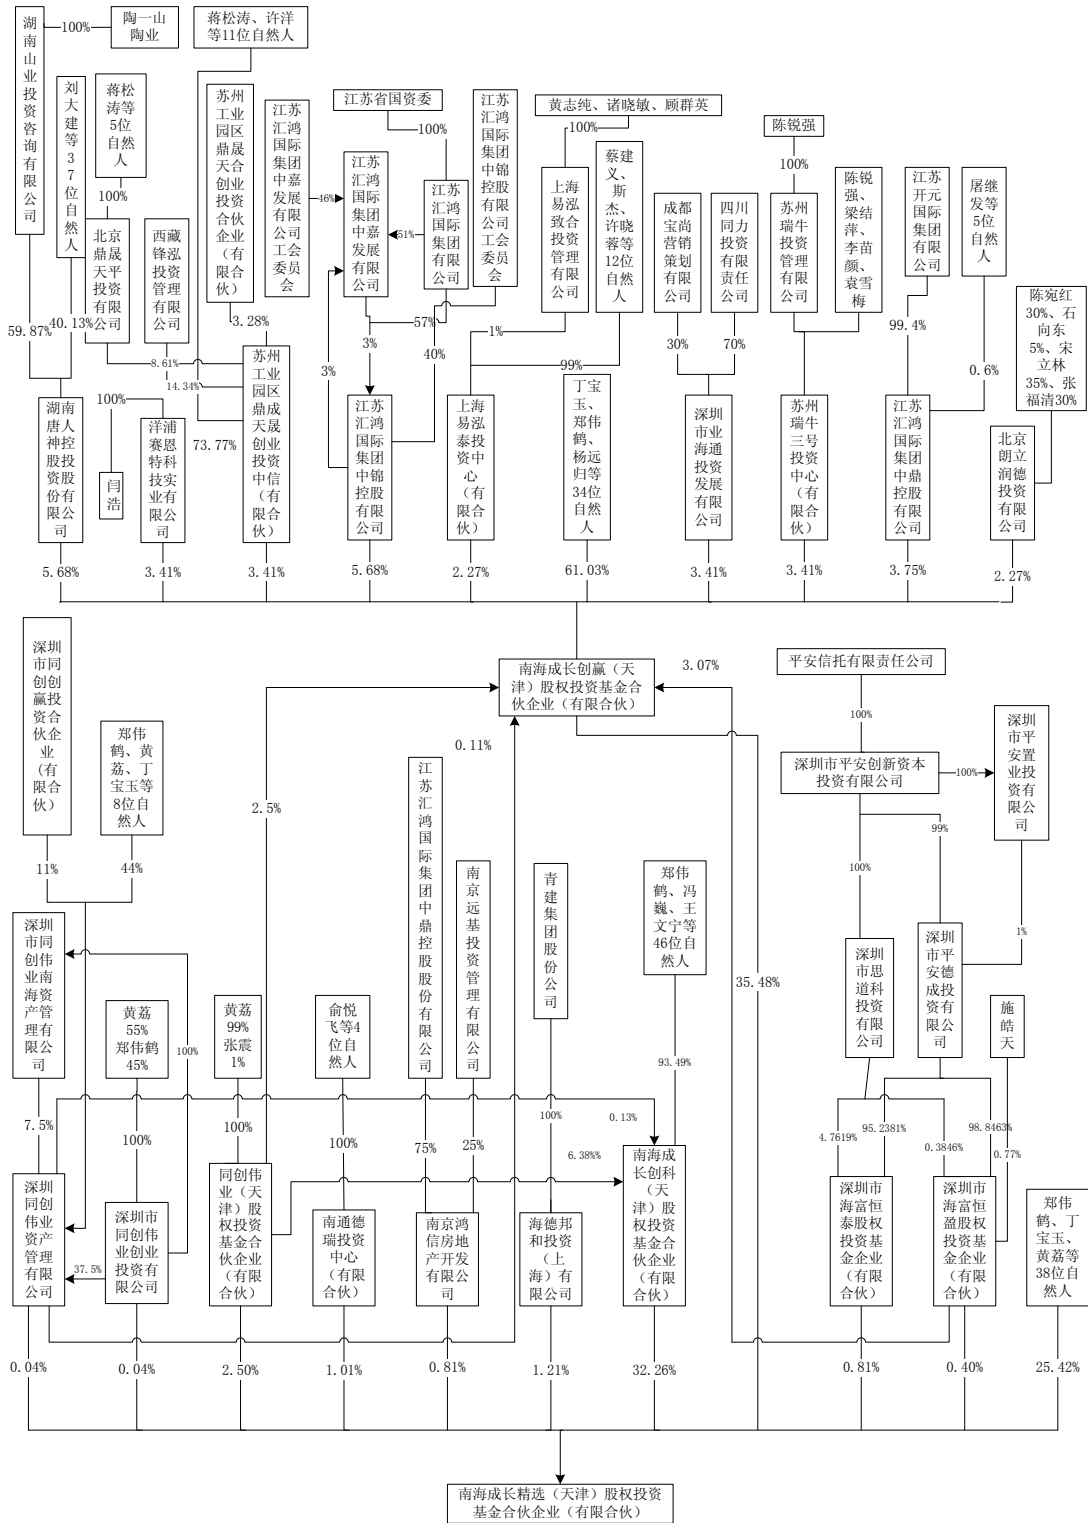 湖南山业投资咨询有限公司
100%
陶一山
陶业
蒋松涛、许洋
等11位自然人
刘大建等37位自然人
蒋松
涛等
5位
自然
人
100%
北京
鼎晟
天平
投资
有限
公司
西藏
锋泓
投资
管理
有限
公司
苏州
工业
园区
鼎晟
天合
创业
投资
合伙
企业
(有
限合
伙)
江苏
汇鸿
国际
集团
中嘉
发展
有限
公司
工会
委员
会
46%
江苏省国资委
100%
江苏
汇鸿
国际
集团
中嘉
发展
有限
公司
51%
江苏
汇鸿
国际
集团
有限
公司
江苏
汇鸿
国际
集团
中锦
控股
有限
公司
工会
委员
会
黄志纯、诸晓敏、顾群英
100%
上海
易泓
致合
投资
管理
有限
公司
蔡建
义、斯
杰、
许晓
蓉等
12位自
然人
成都
宝尚
营销
策划
有限
公司
四川
同力
投资
有限
责任
公司
陈锐强
100%
苏州
瑞牛
投资
管理
有限
公司
陈锐
强、
梁结
萍、
李苗
颜、
袁雪
梅
江苏
开元
国际
集团
有限
公司
屠继
发等
5位自
然人
陈宛红
30%、石
向东
5%、宋
立林
35%、张
福清30%
59.87%
40.13%
8.61%
14.34%
73.77%
3.28%
3%
3%
57%
40%
1%
99%
30%
70%
99.4%
0.6%
湖南
唐人
神控
股投
资股
份有
限公
司
100%
闫浩
洋浦
赛恩
特科
技实
业有
限公
司
苏州
工业
园区
鼎成
天晟
创业
投资
中信
(有
限合
伙)
江苏
汇鸿
国际
集团
中锦
控股
有限
公司
上海
易泓
泰投
资中
心
(有
限合
伙)
丁宝
玉、
郑伟
鹤、
杨远
归等
34位自
然人
深圳
市业
海通
投资
发展
有限
公司
苏州
瑞牛
三号
投资
中心
(有
限合
伙)
江苏
汇鸿
国际
集团
中鼎
控股
有限
公司
北京
朗立
润德
投资
有限
公司
5.68%
3.41%
3.41%
5.68%
2.27%
61.03%
3.41%
3.41%
3.75%
2.27%
深圳
市同
创创
赢投
资合
伙企
业
(有
限合
伙)
郑伟
鹤、黄
荔、丁
宝玉等
8位自
然人
11%
44%
南海成长创赢（天
津）股权投资基金合
伙企业（有限合伙）
3.07%
0.11%
2.5%
平安信托有限责任公司
100%
深圳市平安创新资本
投资有限公司
100%
深圳
市平
安置
业投
资有
限公
司
100%
99%
1%
深圳
市同
创伟
业南
海资
产管
理有
限公
司
黄荔
55%
郑伟鹤
45%
100%
黄荔
99%
张震
1%
俞悦
飞等4
位自
然人
江苏汇鸿国际集团中鼎控股股份有限公司
南京远基投资管理有限公司
青建集团股份公司
郑伟
鹤、冯
巍、王
文宁等
46位自
然人
35.48%
深圳
市思
道科
投资
有限
公司
深圳
市平
安德
成投
资有
限公
司
施皓天
7.5%
100%
100%
100%
75%
25%
100%
93.49%
0.13%
6.38%%
4.7619%
95.2381%
0.3846%
98.8463%
0.77%
深圳
同创
伟业
资产
管理
有限
公司
37.5%
深圳市
同创伟
业创业
投资有
限公司
同创伟
业（天
津）股
权投资
基金合
伙企业
(有限
合伙)
南通德
瑞投资
中心
(有限
合伙)
南京鸿
信房地
产开发
有限公
司
海德邦
和投资
（上
海）有
限公司
南海成
长创科
（天
津）股
权投资
基金合
伙企业
(有限
合伙)
深圳市
海富恒
泰股权
投资基
金企业
(有限
合伙)
深圳市
海富恒
盈股权
投资基
金企业
(有限
合伙)
郑伟
鹤、丁
宝玉、
黄荔等
38位自
然人
0.04%
0.04%
2.50%
1.01%
0.81%
1.21%
32.26%
0.81%
0.40%
25.42%
南海成长精选（天津）股权投资
基金合伙企业（有限合伙）